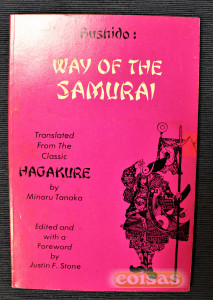 Bushido:
WAY OF THE
SAMURAI
Translated
From The
Classic
HAGAKURE
by
Minaru Tanaka
Edited and
with a
Foreword
by
Justin F. Stone
coisas